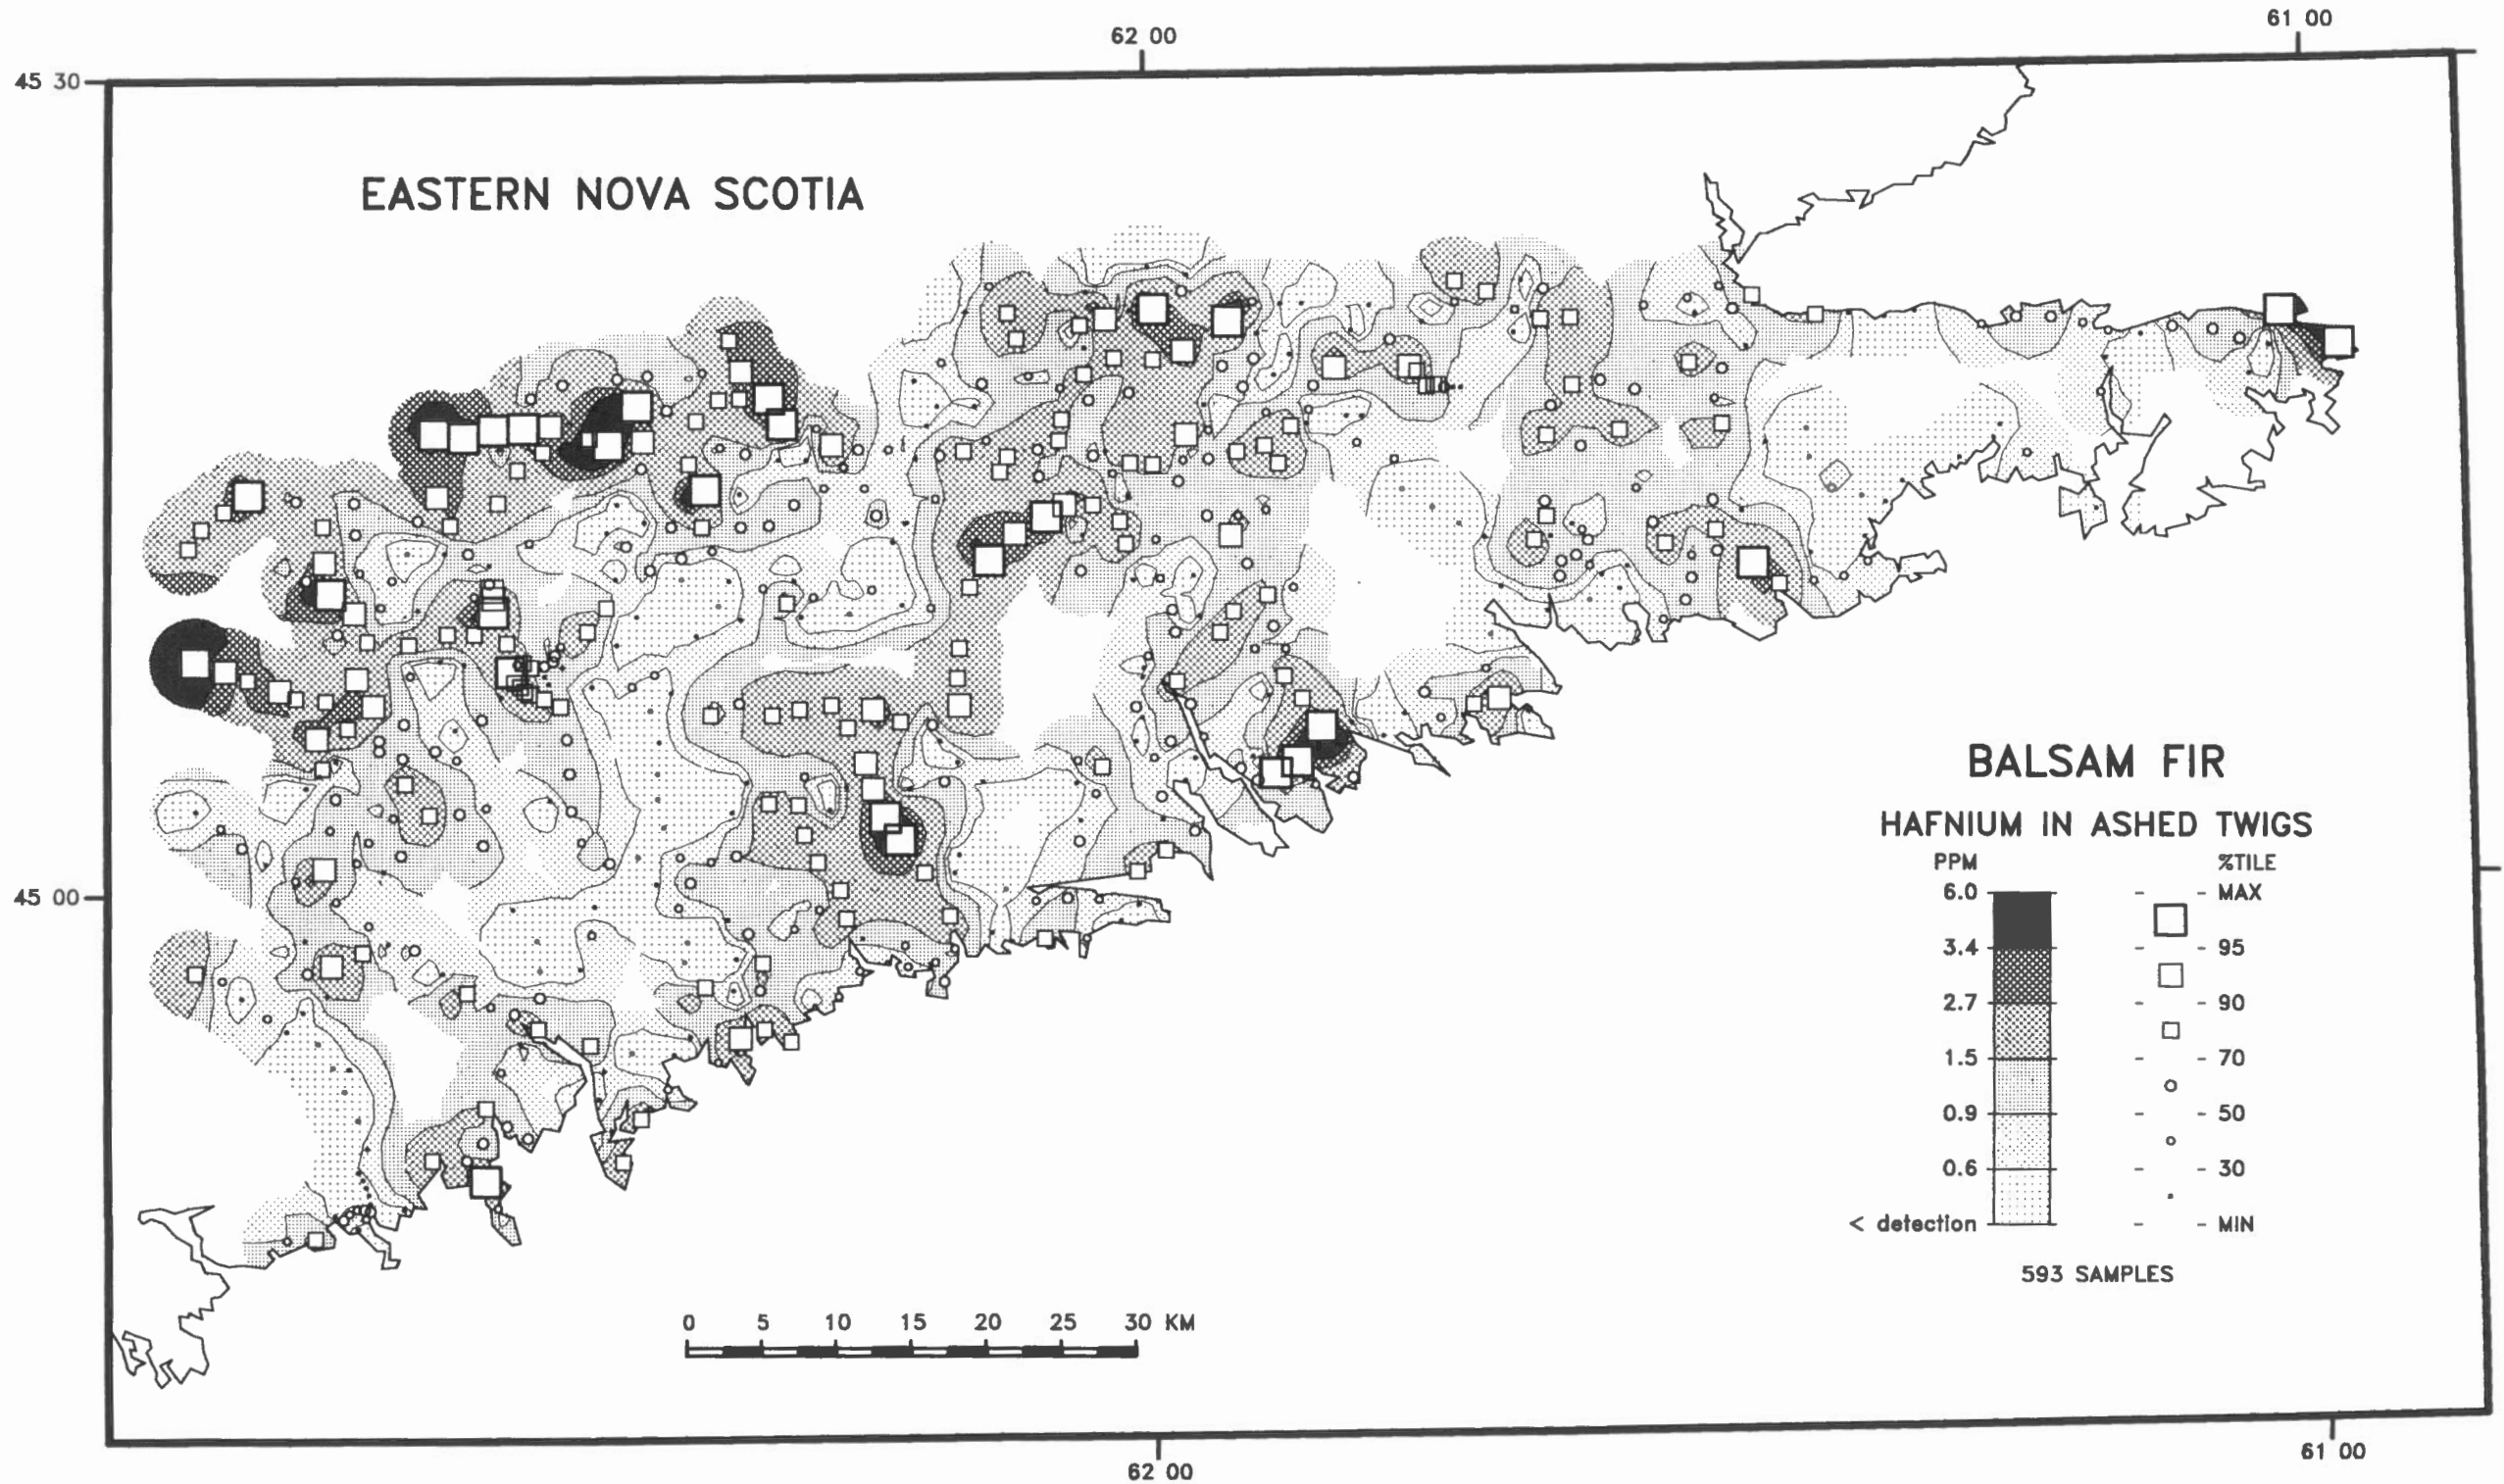 61 00
62 00
45 30
EASTERN NOVA SCOTIA
BALSAM FIR
HAFNIUM IN ASHED TWIGS
PPM %TILE
6.0 - - MAX
3.4 - - 95
2.7 - - 90
1.5 - - 70
0.9 - - 50
0.6 - - 30
< detection - - MIN
45 00
593 SAMPLES
0 5 10 15 20 25 30 KM
61 00
62 00